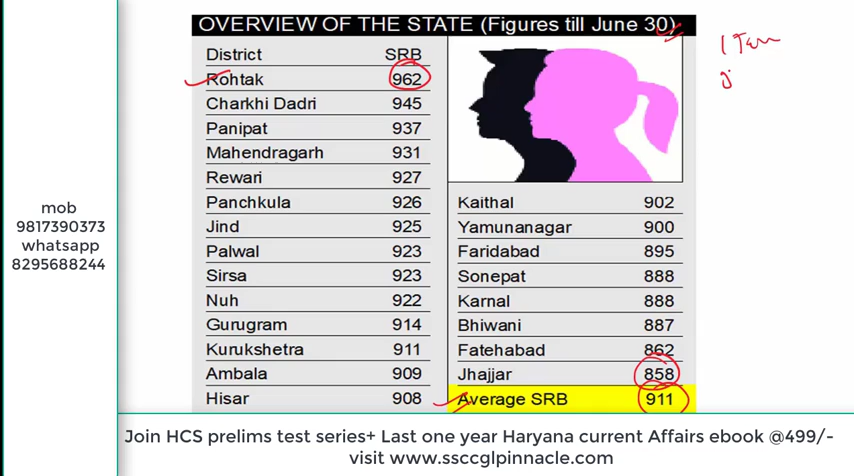 OVERVIEW OF THE STATE (Figures till June 30)
District SRB
Rohtak 962
Charkhi Dadri 945
Panipat 937
Mahendragarh 931
Rewari 927
Panchkula 926
Jind 925
Palwal 923
Sirsa 923
Nuh 922
Gurugram 914
Kurukshetra 911
Ambala 909
Hisar 908
Kaithal 902
Yamunanagar 900
Faridabad 895
Sonepat 888
Karnal 888
Bhiwani 887
Fatehabad 862
Jhajjar 858
Average SRB 911
mob
9817390373
whatsapp
8295688244
Join HCS prelims test series+ Last one year Haryana current Affairs ebook @499/-
visit www.ssccglpinnacle.com